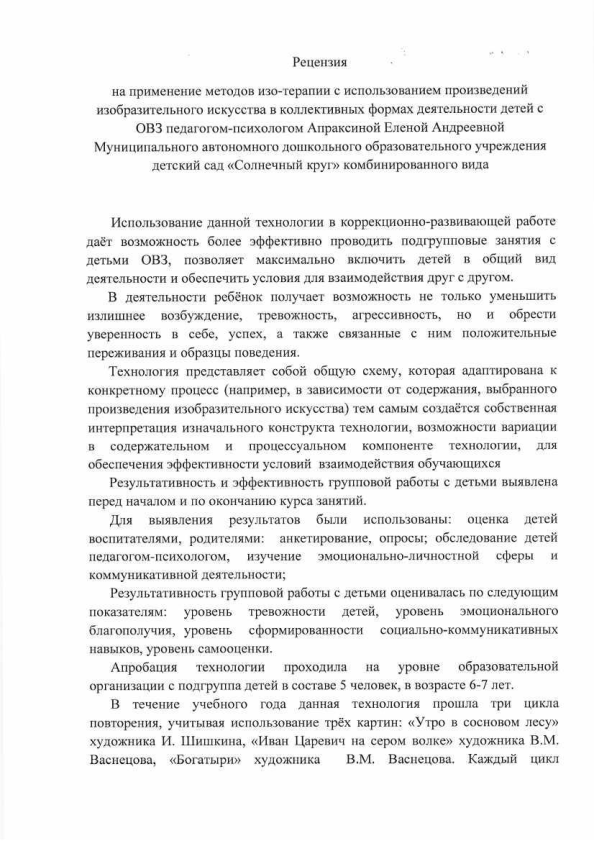 Рецензия
на применение методов изо-терапии с использованием произведений
изобразительного искусства в коллективных формах деятельности детей с
ОВЗ педагогом-психологом Апраксиной Еленой Андреевной
Муниципального автономного дошкольного образовательного учреждения
детский сад «Солнечный круг» комбинированного вида
Использование данной технологии в коррекционно-развивающей работе
даёт возможность более эффективно проводить подгрупповые занятия с
детьми ОВЗ, позволяет максимально включить детей в общий вид
деятельности и обеспечить условия для взаимодействия друг с другом.
В деятельности ребёнок получает возможность не только уменьшить
излишнее возбуждение, тревожность, агрессивность, но и обрести
уверенность в себе, успех, а также связанные с ним положительные
переживания и образцы поведения.
Технология представляет собой общую схему, которая адаптирована к
конкретному процесс (например, в зависимости от содержания, выбранного
произведения изобразительного искусства) тем самым создаётся собственная
интерпретация изначального конструкта технологии, возможности вариации
в содержательном и процессуальном компоненте технологии, для
обеспечения эффективности условий взаимодействия обучающихся
Результативность и эффективность групповой работы с детьми выявлена
перед началом и по окончанию курса занятий.
Для выявления результатов были использованы: оценка детей
воспитателями, родителями: анкетирование, опросы; обследование детей
педагогом-психологом, изучение эмоционально-личностной сферы и
коммуникативной деятельности;
Результативность групповой работы с детьми оценивалась по следующим
показателям: уровень тревожности детей, уровень эмоционального
благополучия, уровень сформированности социально-коммуникативных
навыков, уровень самооценки.
Апробация технологии проходила на уровне образовательной
организации с подгруппа детей в составе 5 человек, в возрасте 6-7 лет.
В течение учебного года данная технология прошла три цикла
повторения, учитывая использование трёх картин: «Утро в сосновом лесу»
художника И. Шишкина, «Иван Царевич на сером волке» художника В.М.
Васнецова, «Богатыри» художника В.М. Васнецова. Каждый цикл